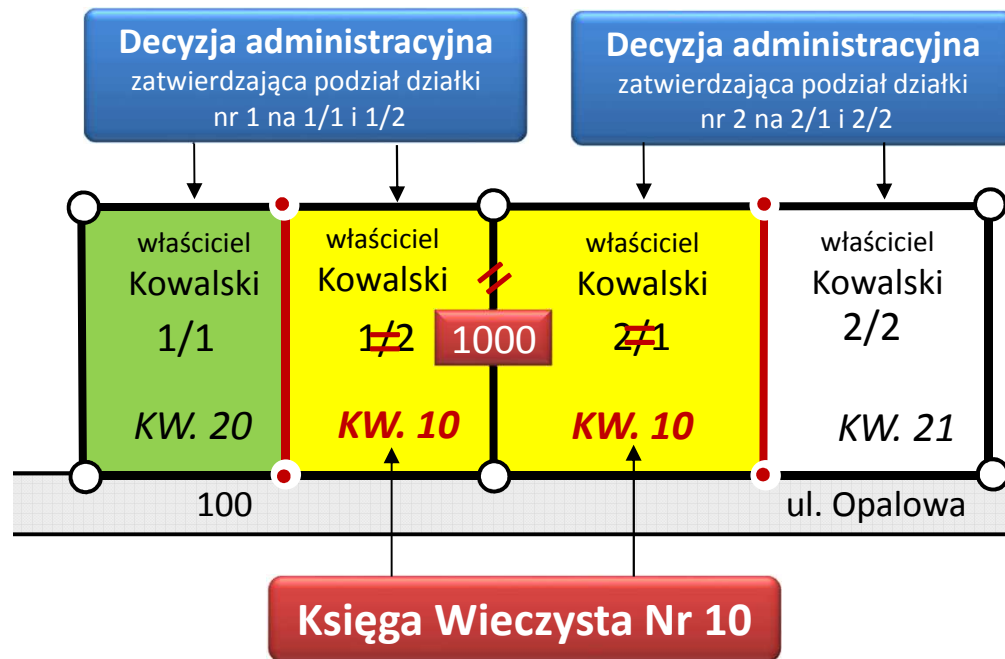 Decyzja administracyjna
zatwierdzająca podział działki
nr 1 na 1/1 i 1/2
Decyzja administracyjna
zatwierdzająca podział działki
nr 2 na 2/1 i 2/2
właściciel
Kowalski
1/1
KW. 20
właściciel
Kowalski
1/2
KW. 10
1000
właściciel
Kowalski
2/1
KW. 10
właściciel
Kowalski
2/2
KW. 21
100
ul. Opalowa
Księga Wieczysta Nr 10